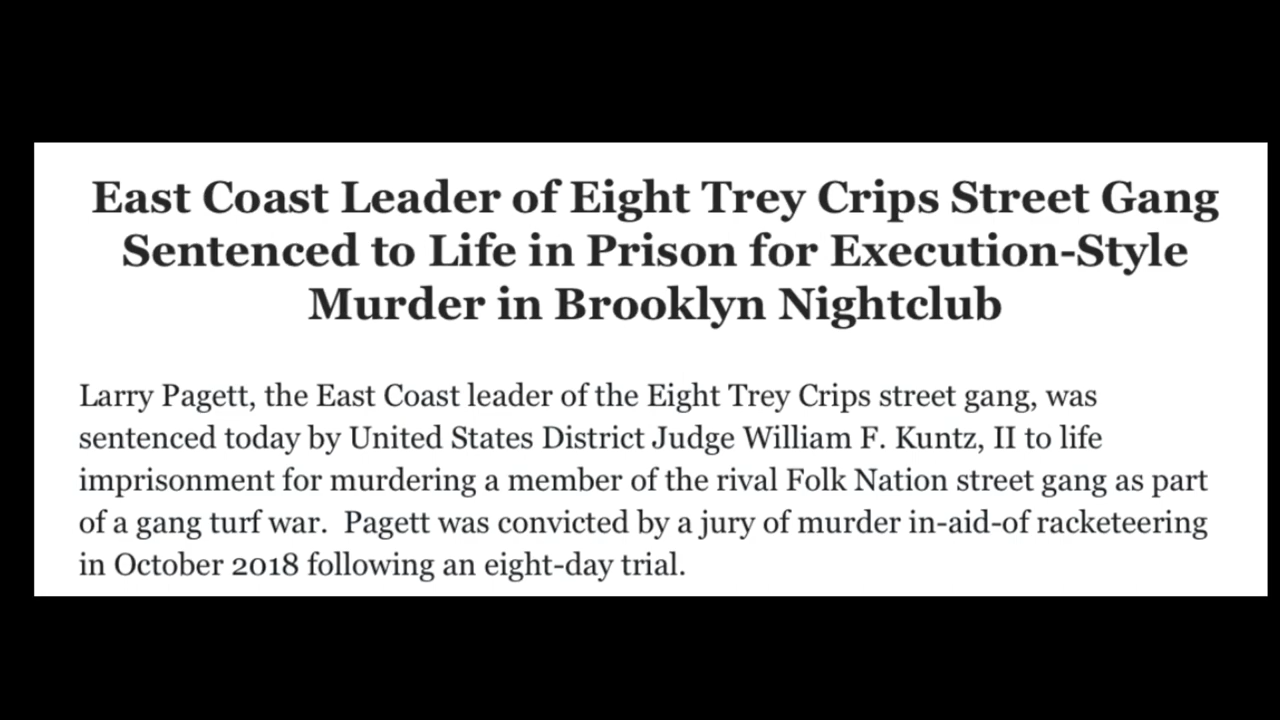 East Coast Leader of Eight Trey Crips Street Gang
Sentenced to Life in Prison for Execution-Style
Murder in Brooklyn Nightclub
Larry Pagett, the East Coast leader of the Eight Trey Crips street gang, was
sentenced today by United States District Judge William F. Kuntz, II to life
imprisonment for murdering a member of the rival Folk Nation street gang as part
of a gang turf war.  Pagett was convicted by a jury of murder in-aid-of racketeering
in October 2018 following an eight-day trial.